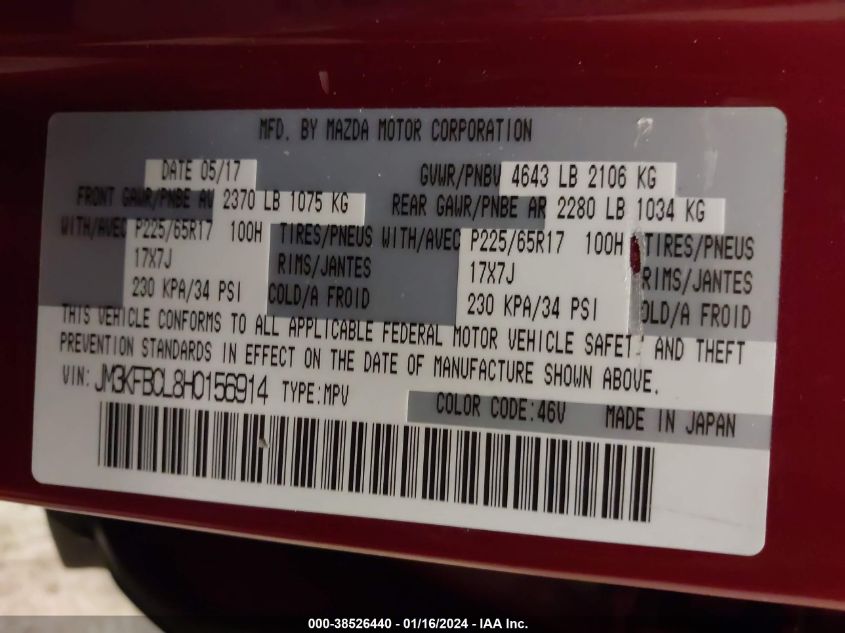 MFD. BY MAZDA MOTOR CORPORATION
DATE 05/17 GVWR/PNBV 4643 LB 2106 KG
FRONT GAWR/PNBE AV 2370 LB 1075 KG REAR GAWR/PNBE AR 2280 LB 1034 KG
WITH/AVEC P225/65R17 100H TIRES/PNEUS WITH/AVEC P225/65R17 100H TIRES/PNEUS
17X7J RIMS/JANTES 17X7J RIMS/JANTES
230 KPA/34 PSI COLD/A FROID 230 KPA/34 PSI COLD/A FROID
THIS VEHICLE CONFORMS TO ALL APPLICABLE FEDERAL MOTOR VEHICLE SAFETY AND THEFT
PREVENTION STANDARDS IN EFFECT ON THE DATE OF MANUFACTURE SHOWN ABOVE.
VIN: JM3KFBCL8H0156914 TYPE:MPV COLOR CODE:46V MADE IN JAPAN
000-38526440 - 01/16/2024 - IAA Inc.